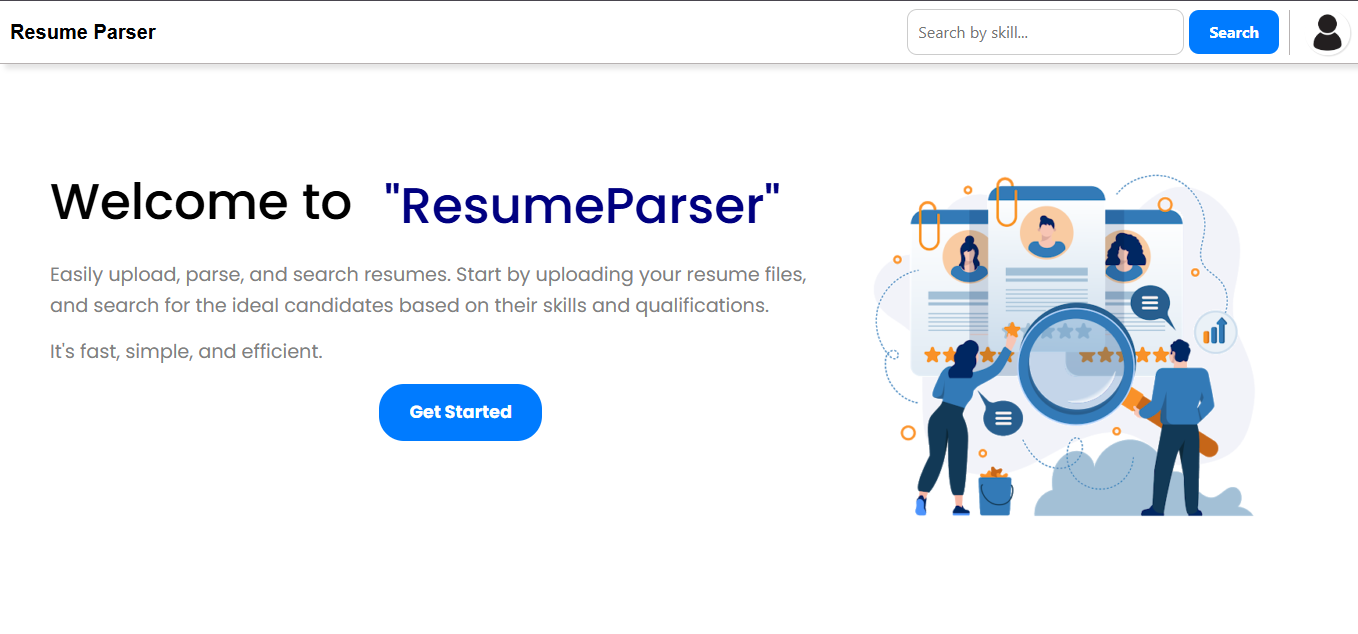 Resume Parser
Search by skill...
Search
Welcome to "ResumeParser"
Easily upload, parse, and search resumes. Start by uploading your resume files,
and search for the ideal candidates based on their skills and qualifications.
It's fast, simple, and efficient.
Get Started